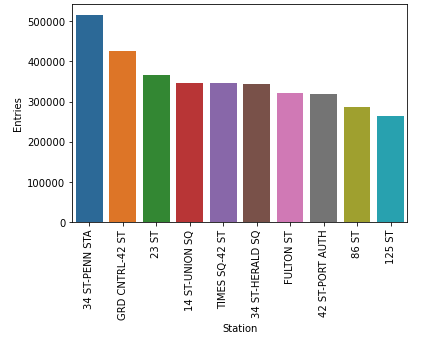 500000
400000
300000
200000
100000
0
Entries
34 ST-PENN STA
GRD CNTRL-42 ST
23 ST
14 ST-UNION SQ
TIMES SQ-42 ST
34 ST-HERALD SQ
FULTON ST
42 ST-PORT AUTH
86 ST
125 ST
Station